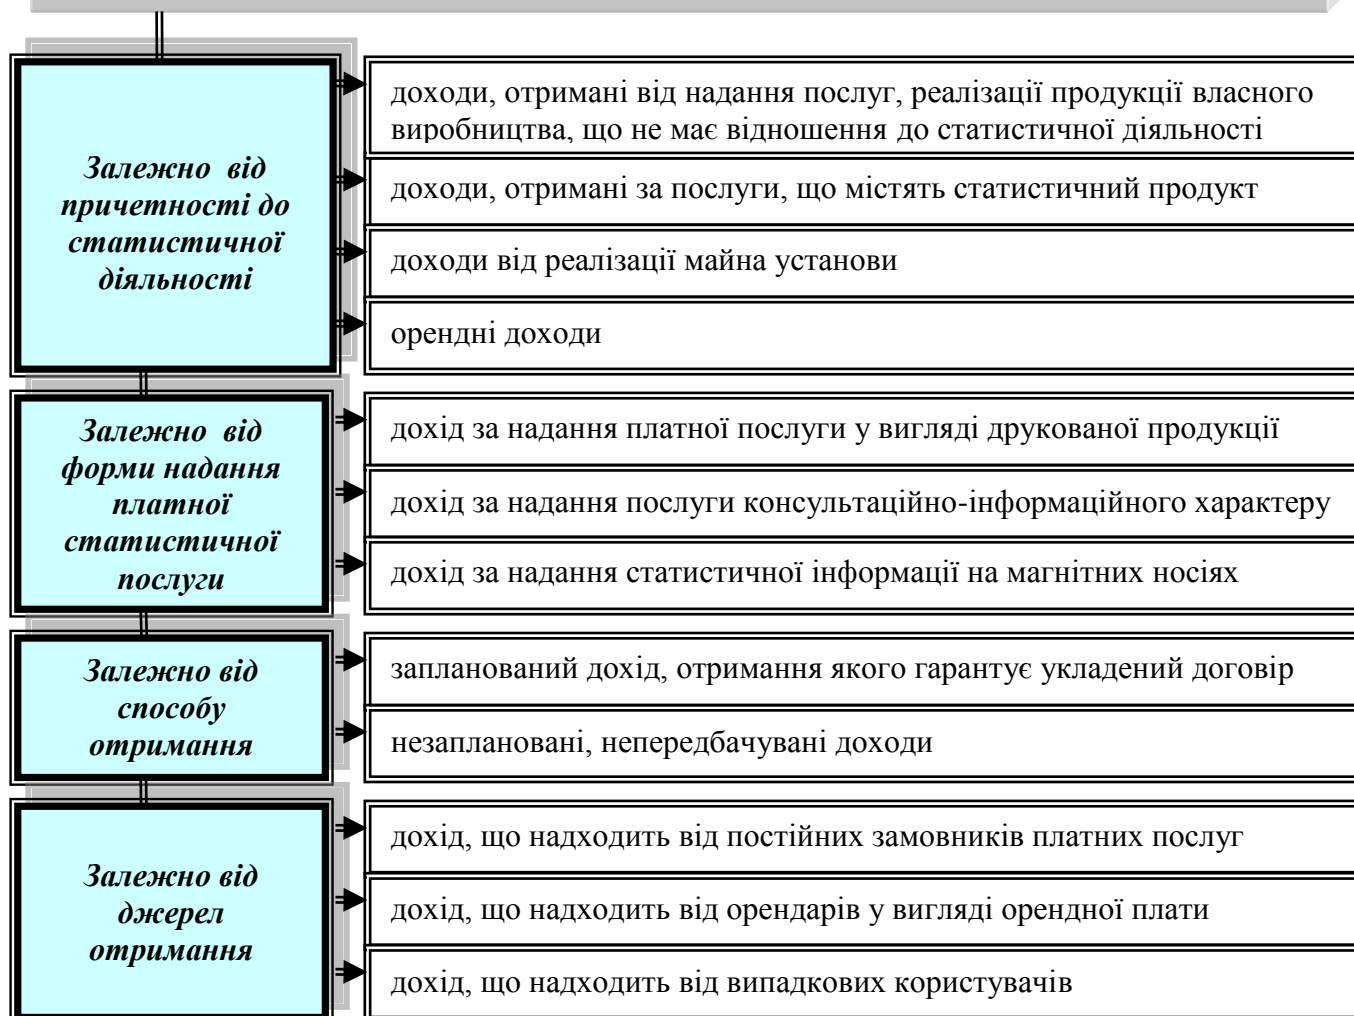 Залежно від
причетності до
статистичної
діяльності
доходи, отримані від надання послуг, реалізації продукції власного
виробництва, що не має відношення до статистичної діяльності
доходи, отримані за послуги, що містять статистичний продукт
доходи від реалізації майна установи
орендні доходи
Залежно від
форми надання
платної
статистичної
послуги
дохід за надання платної послуги у вигляді друкованої продукції
дохід за надання послуги консультаційно-інформаційного характеру
дохід за надання статистичної інформації на магнітних носіях
Залежно від
способу
отримання
запланований дохід, отримання якого гарантує укладений договір
незаплановані, непередбачувані доходи
Залежно від
джерел
отримання
дохід, що надходить від постійних замовників платних послуг
дохід, що надходить від орендарів у вигляді орендної плати
дохід, що надходить від випадкових користувачів